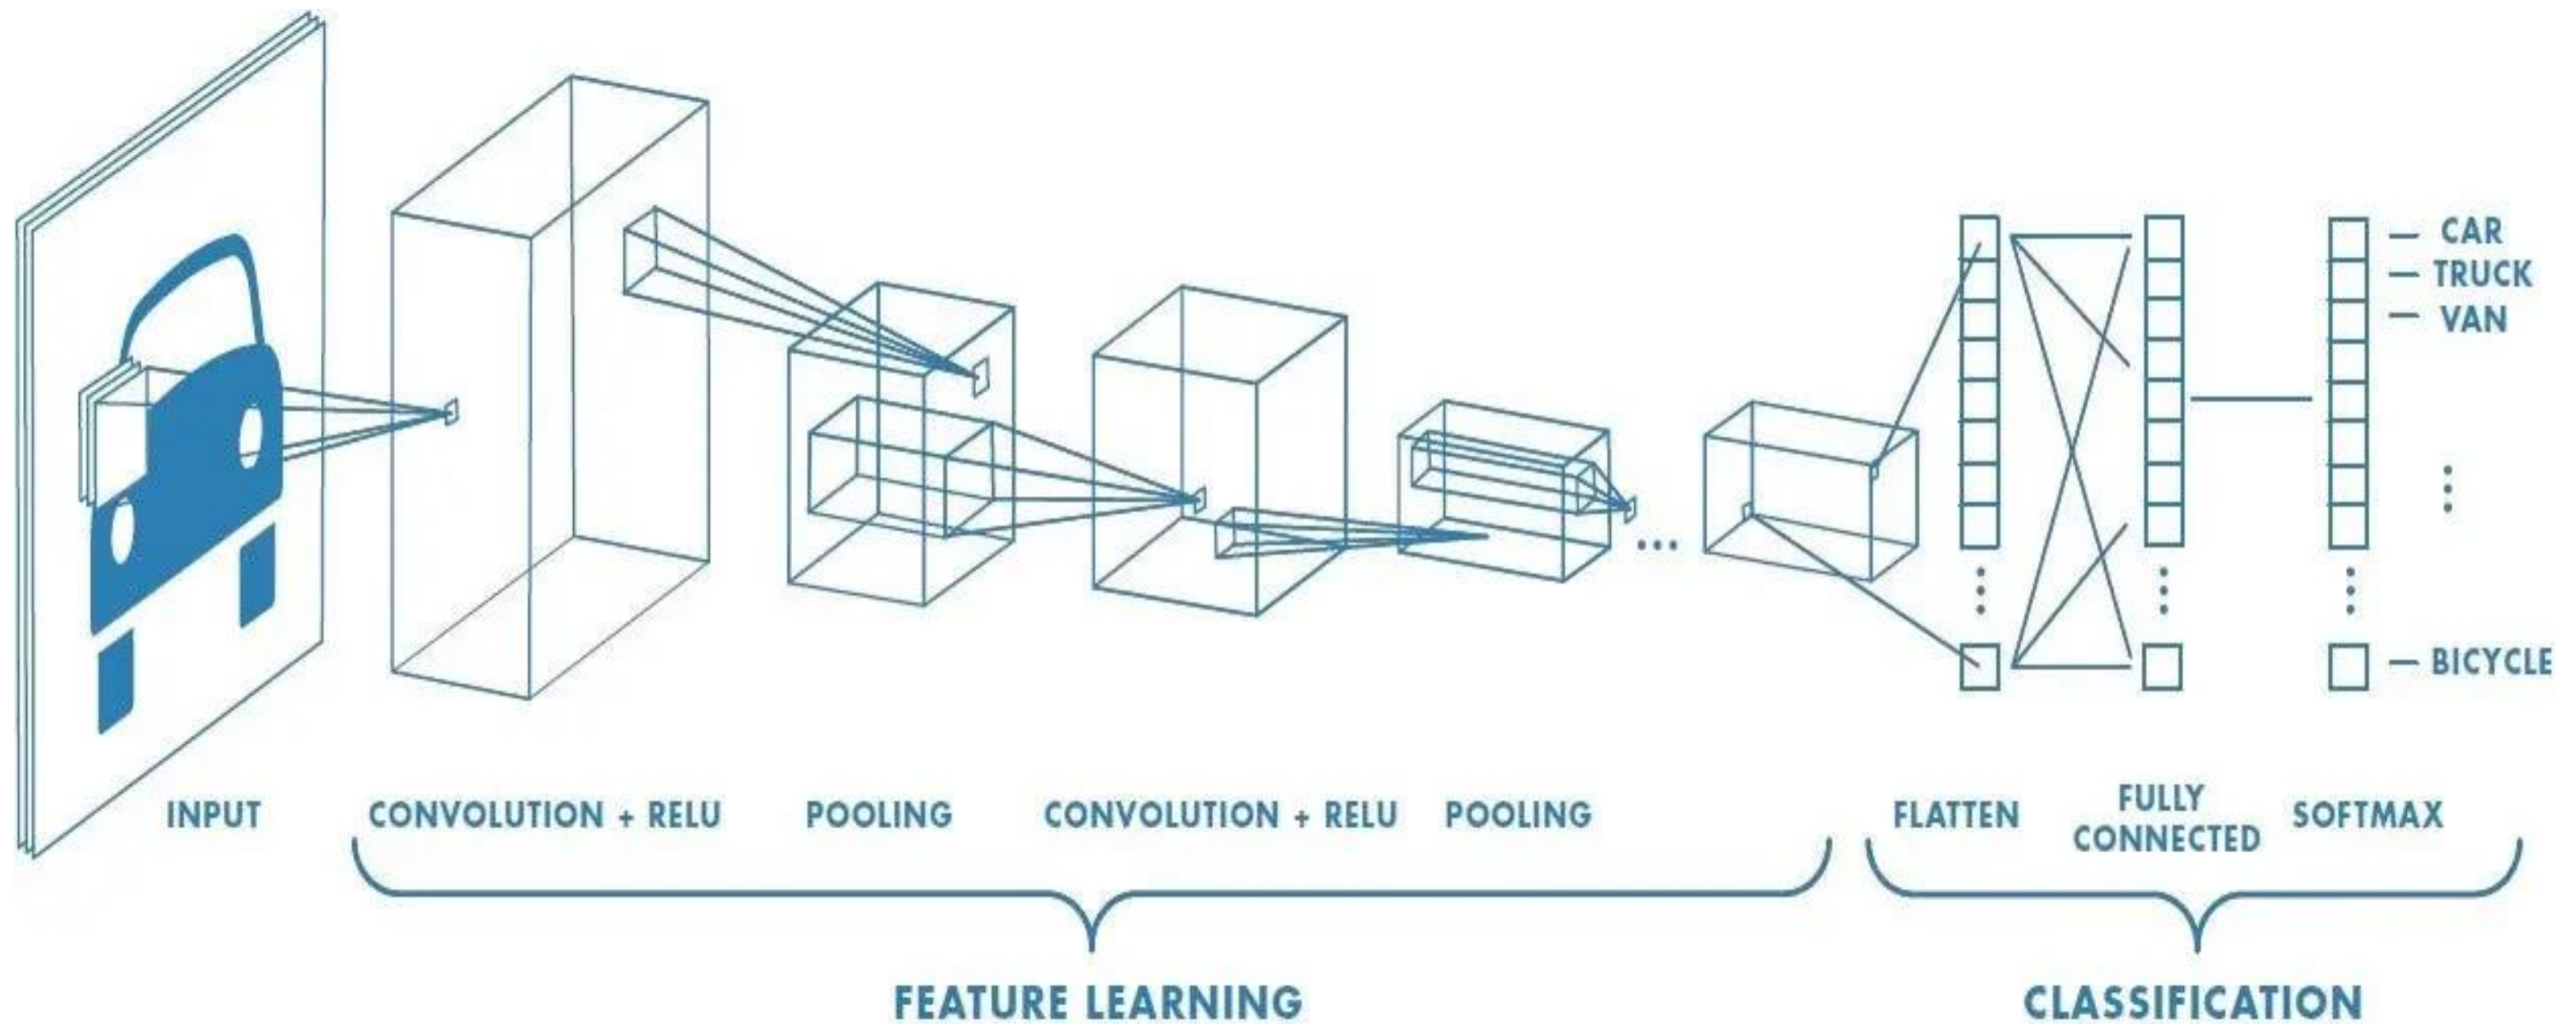 CAR
TRUCK
VAN
BICYCLE
INPUT
CONVOLUTION + RELU
POOLING
CONVOLUTION + RELU
POOLING
FLATTEN
FULLY
CONNECTED
SOFTMAX
FEATURE LEARNING
CLASSIFICATION